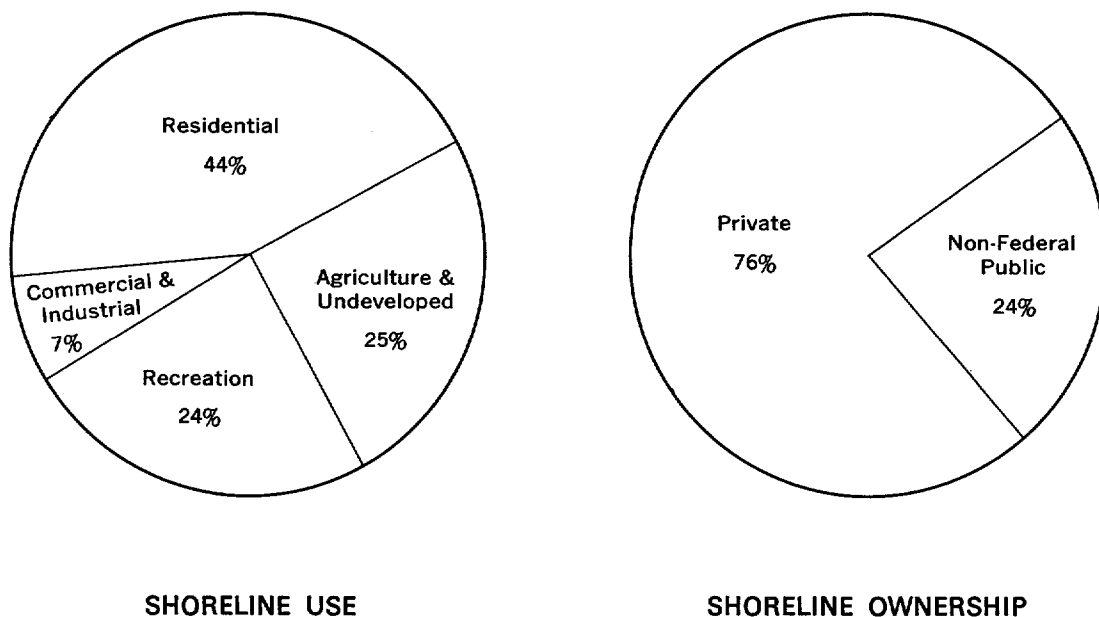 Residential
44%
Commercial &
Industrial
7%
Agriculture &
Undeveloped
25%
Recreation
24%
SHORELINE USE
Private
76%
Non-Federal
Public
24%
SHORELINE OWNERSHIP